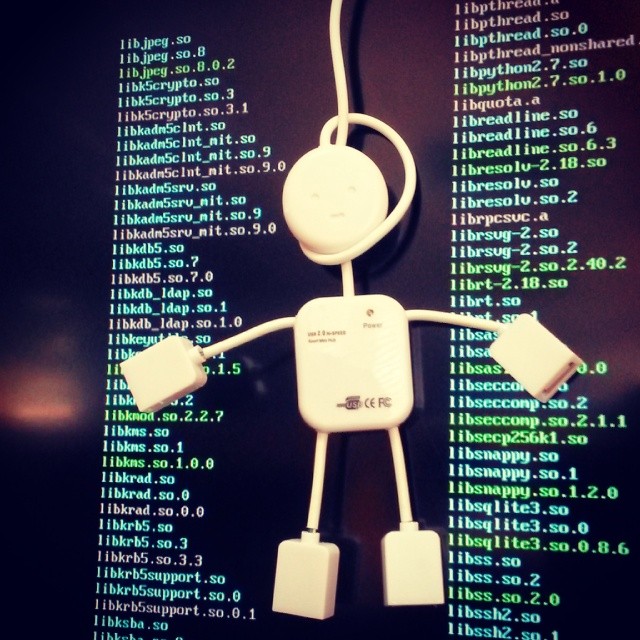 libjpeg.so
libjpeg.so.8
libjpeg.so.8.0.2
libk5crypto.so
libk5crypto.so.3
libk5crypto.so.3.1
libkadm5clnt.so
libkadm5clnt_mit.so
libkadm5clnt_mit.so.9
libkadm5clnt_mit.so.9.0
libkadm5srv.so
libkadm5srv_mit.so
libkadm5srv_mit.so.9
libkadm5srv_mit.so.9.0
libkdb5.so
libkdb5.so.7
libkdb5.so.7.0
libkdb_ldap.so
libkdb_ldap.so.1
libkdb_ldap.so.1.0
libkmod.so.2.2.7
libkms.so
libkms.so.1
libkms.so.1.0.0
libkrad.so
libkrad.so.0
libkrad.so.0.0
libkrb5.so
libkrb5.so.3
libkrb5.so.3.3
libkrb5support.so
libkrb5support.so.0
libkrb5support.so.0.1
libksba.so
Power
USB 2.0
USB CE FC
libpthread.a
libpthread.so
libpthread.so.0
libpthread_nonshared.
libpython2.7.so
libpython2.7.so.1.0
libquota.a
libreadline.so
libreadline.so.6
libreadline.so.6.3
libresolv-2.18.so
libresolv.so
libresolv.so.2
librpcsvc.a
librsvg-2.so
librsvg-2.so.2
librsvg-2.so.2.40.2
librt-2.18.so
librt.so
libseccomp.so.2
libseccomp.so.2.1.1
libsecp256k1.so
libsnappy.so
libsnappy.so.1
libsnappy.so.1.2.0
libsqlite3.so
libsqlite3.so.0
libsqlite3.so.0.8.6
libss.so
libss.so.2
libss.so.2.0
libssh2.so
libssh2.so.1